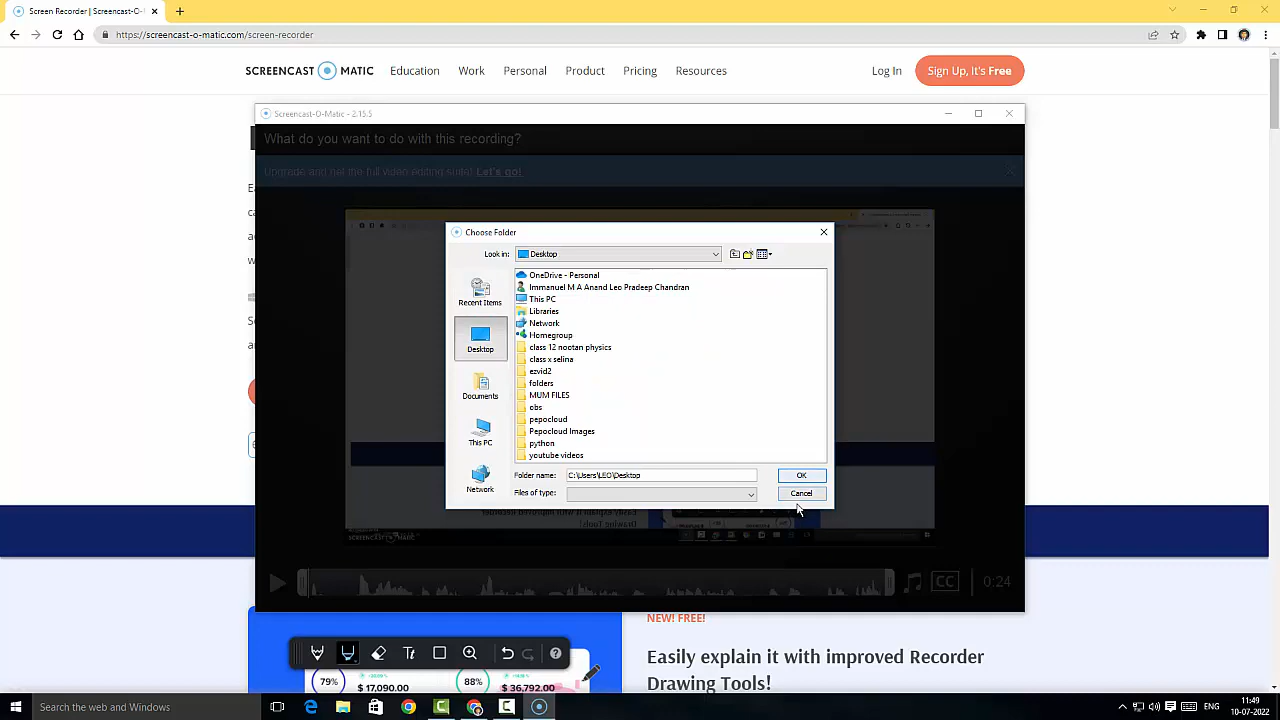 Screen Recorder | Screencast-O-
https://screencast-o-matic.com/screen-recorder
SCREENCAST MATIC Education Work Personal Product Pricing Resources Log In Sign Up, It's Free
Screencast-O-Matic - 2.15.5
What do you want to do with this recording?
Upgrade and get the full video editing suite! Let's go!
Choose Folder
Look in: Desktop
OneDrive - Personal
Immanuel M A Anand Leo Pradeep Chandran
This PC
Libraries
Network
Homegroup
class 12 nootan physics
class x selina
ezvid2
folders
MUM FILES
obs
pepocloud
Pepocloud Images
python
youtube videos
Recent Items
Desktop
Documents
This PC
Network
Folder name: C:\Users\LEO\Desktop OK
Files of type: Cancel
Drawing Tools!
CC 0:24
NEW! FREE!
Easily explain it with improved Recorder
Drawing Tools!
Tt
79% $ 17,090.00 88% $ 36,792.00
Search the web and Windows
ENG
11:49
10-07-2022